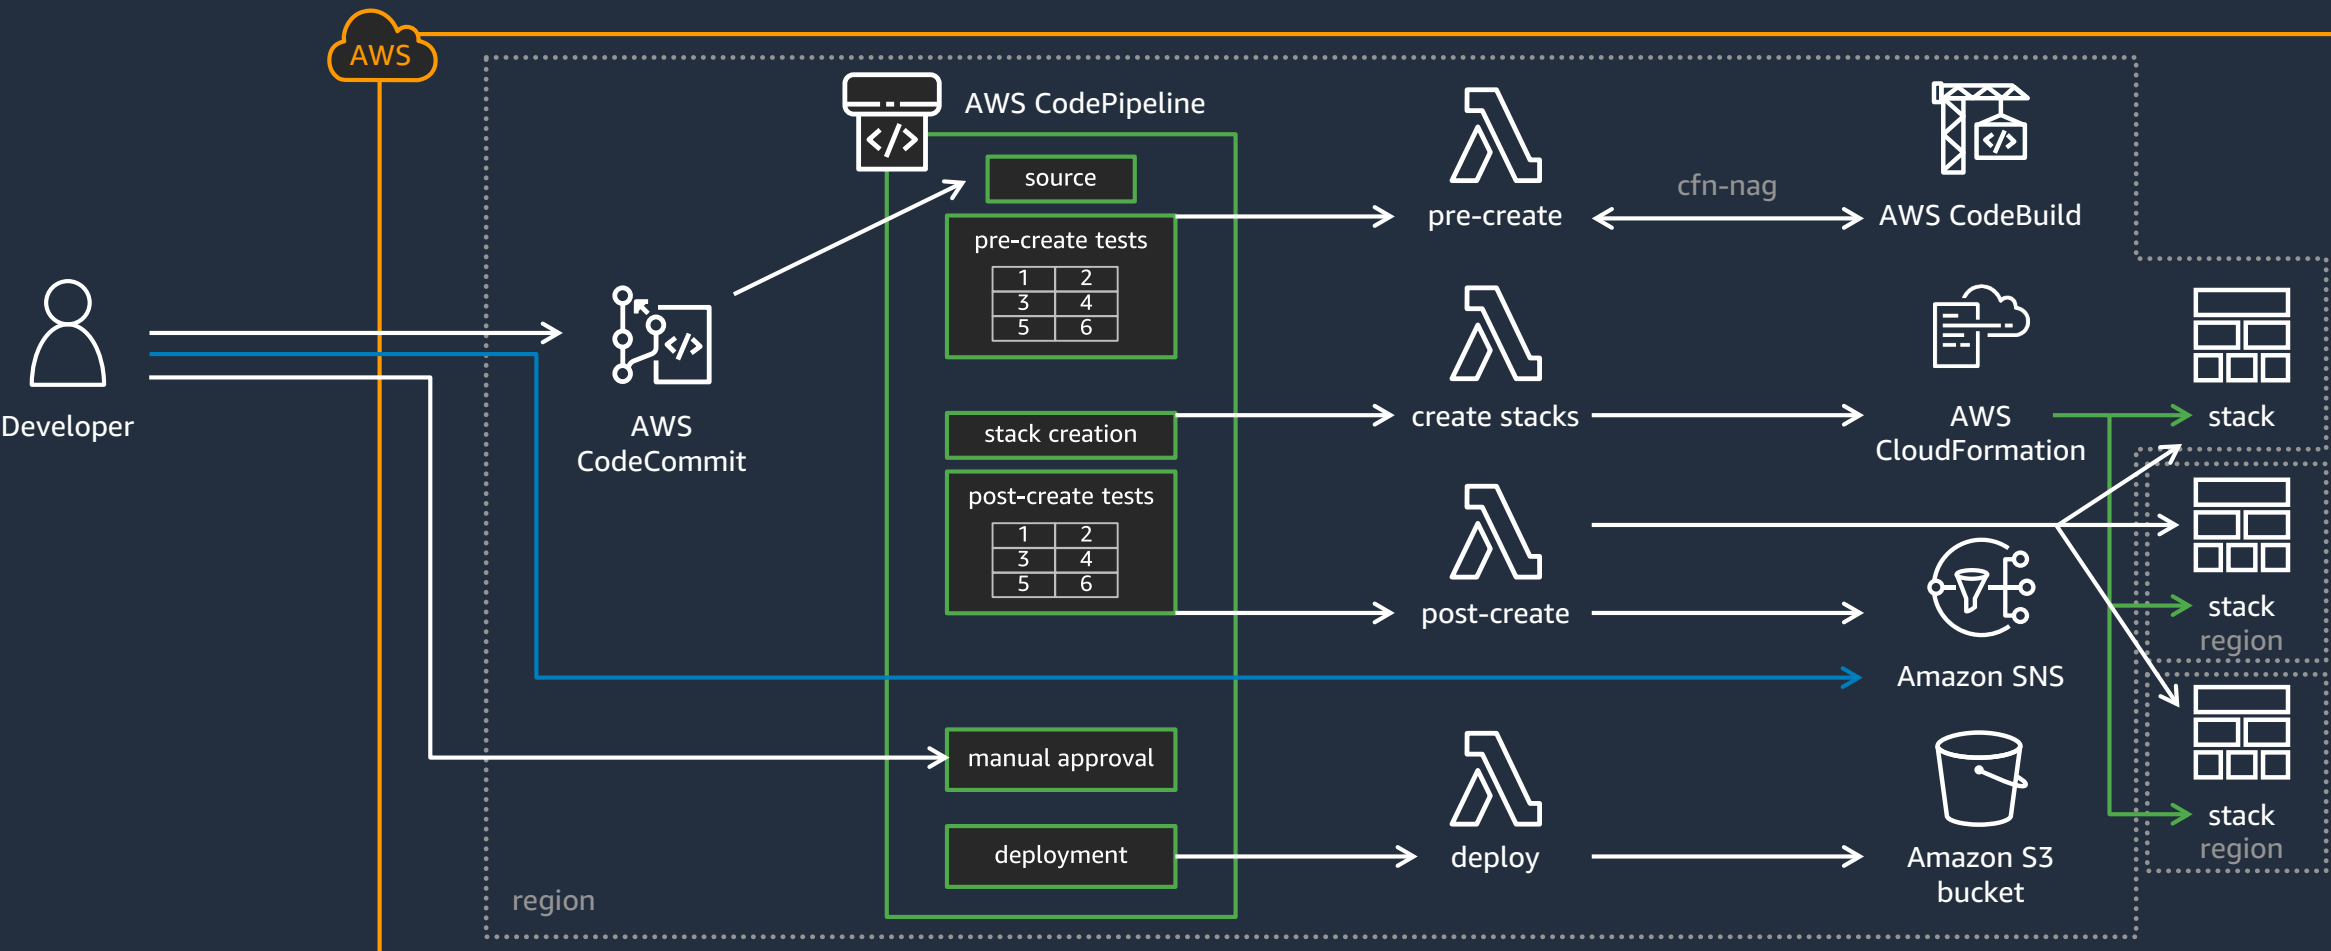 AWS
AWS CodePipeline
source
pre-create tests
1 2
3 4
5 6
stack creation
post-create tests
1 2
3 4
5 6
manual approval
deployment
Developer
AWS
CodeCommit
pre-create
cfn-nag
AWS CodeBuild
create stacks
AWS
CloudFormation
stack
post-create
Amazon SNS
stack
region
deploy
Amazon S3
bucket
stack
region
region